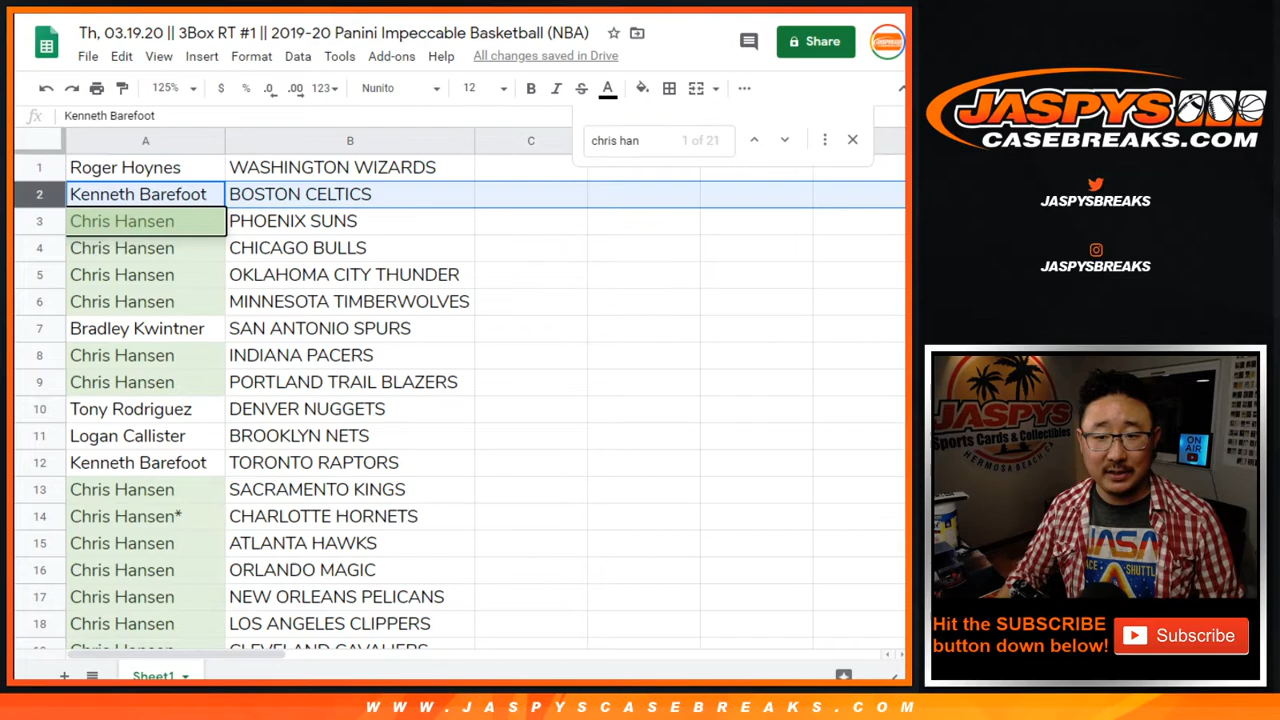 Th, 03.19.20 || 3Box RT #1 || 2019-20 Panini Impeccable Basketball (NBA)
File Edit View Insert Format Data Tools Add-ons Help All changes saved in Drive
Share
125% $ % .0 .00 123 Nunito 12 B I S A
fx Kenneth Barefoot
chris han 1 of 21
A B C
1 Roger Hoynes WASHINGTON WIZARDS
2 Kenneth Barefoot BOSTON CELTICS
3 Chris Hansen PHOENIX SUNS
4 Chris Hansen CHICAGO BULLS
5 Chris Hansen OKLAHOMA CITY THUNDER
6 Chris Hansen MINNESOTA TIMBERWOLVES
7 Bradley Kwintner SAN ANTONIO SPURS
8 Chris Hansen INDIANA PACERS
9 Chris Hansen PORTLAND TRAIL BLAZERS
10 Tony Rodriguez DENVER NUGGETS
11 Logan Callister BROOKLYN NETS
12 Kenneth Barefoot TORONTO RAPTORS
13 Chris Hansen SACRAMENTO KINGS
14 Chris Hansen* CHARLOTTE HORNETS
15 Chris Hansen ATLANTA HAWKS
16 Chris Hansen ORLANDO MAGIC
17 Chris Hansen NEW ORLEANS PELICANS
18 Chris Hansen LOS ANGELES CLIPPERS
Chris Hansen CLEVELAND CAVALIERS
Sheet1
JASPYS
CASEBREAKS.COM
JASPYSBREAKS
JASPYSBREAKS
JASPYS
Sports Cards & Collectibles
HERMOSA BEACH
ON AIR
NASA
SPACE SHUTTLE
Hit the SUBSCRIBE
button down below!
Subscribe
WWW.JASPYSCASEBREAKS.COM